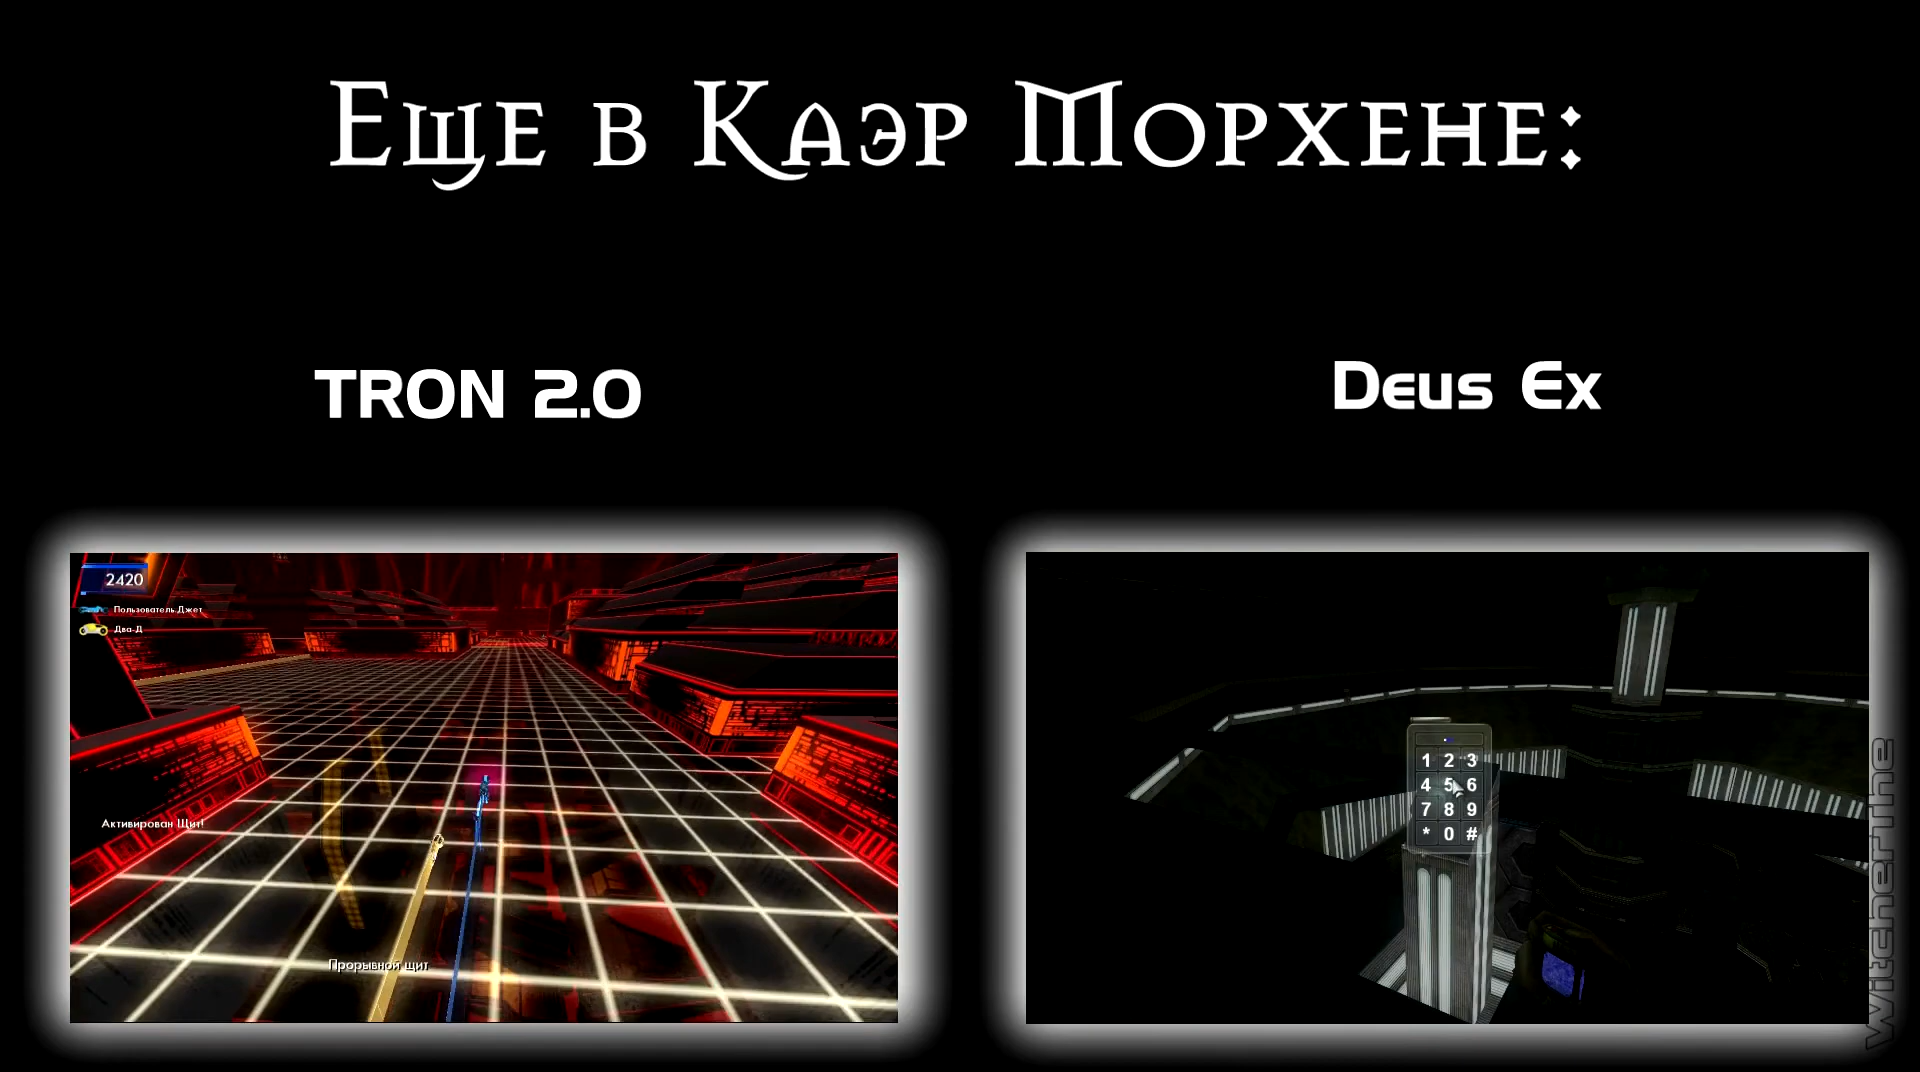 Еще в Каэр Морхене:
TRON 2.0
Deus Ex
2420
Пользователь.Джет
Два-Д
Активирован Щит!
Прорывной щит
1 2 3
4 5 6
7 8 9
* 0 #
witcherThe